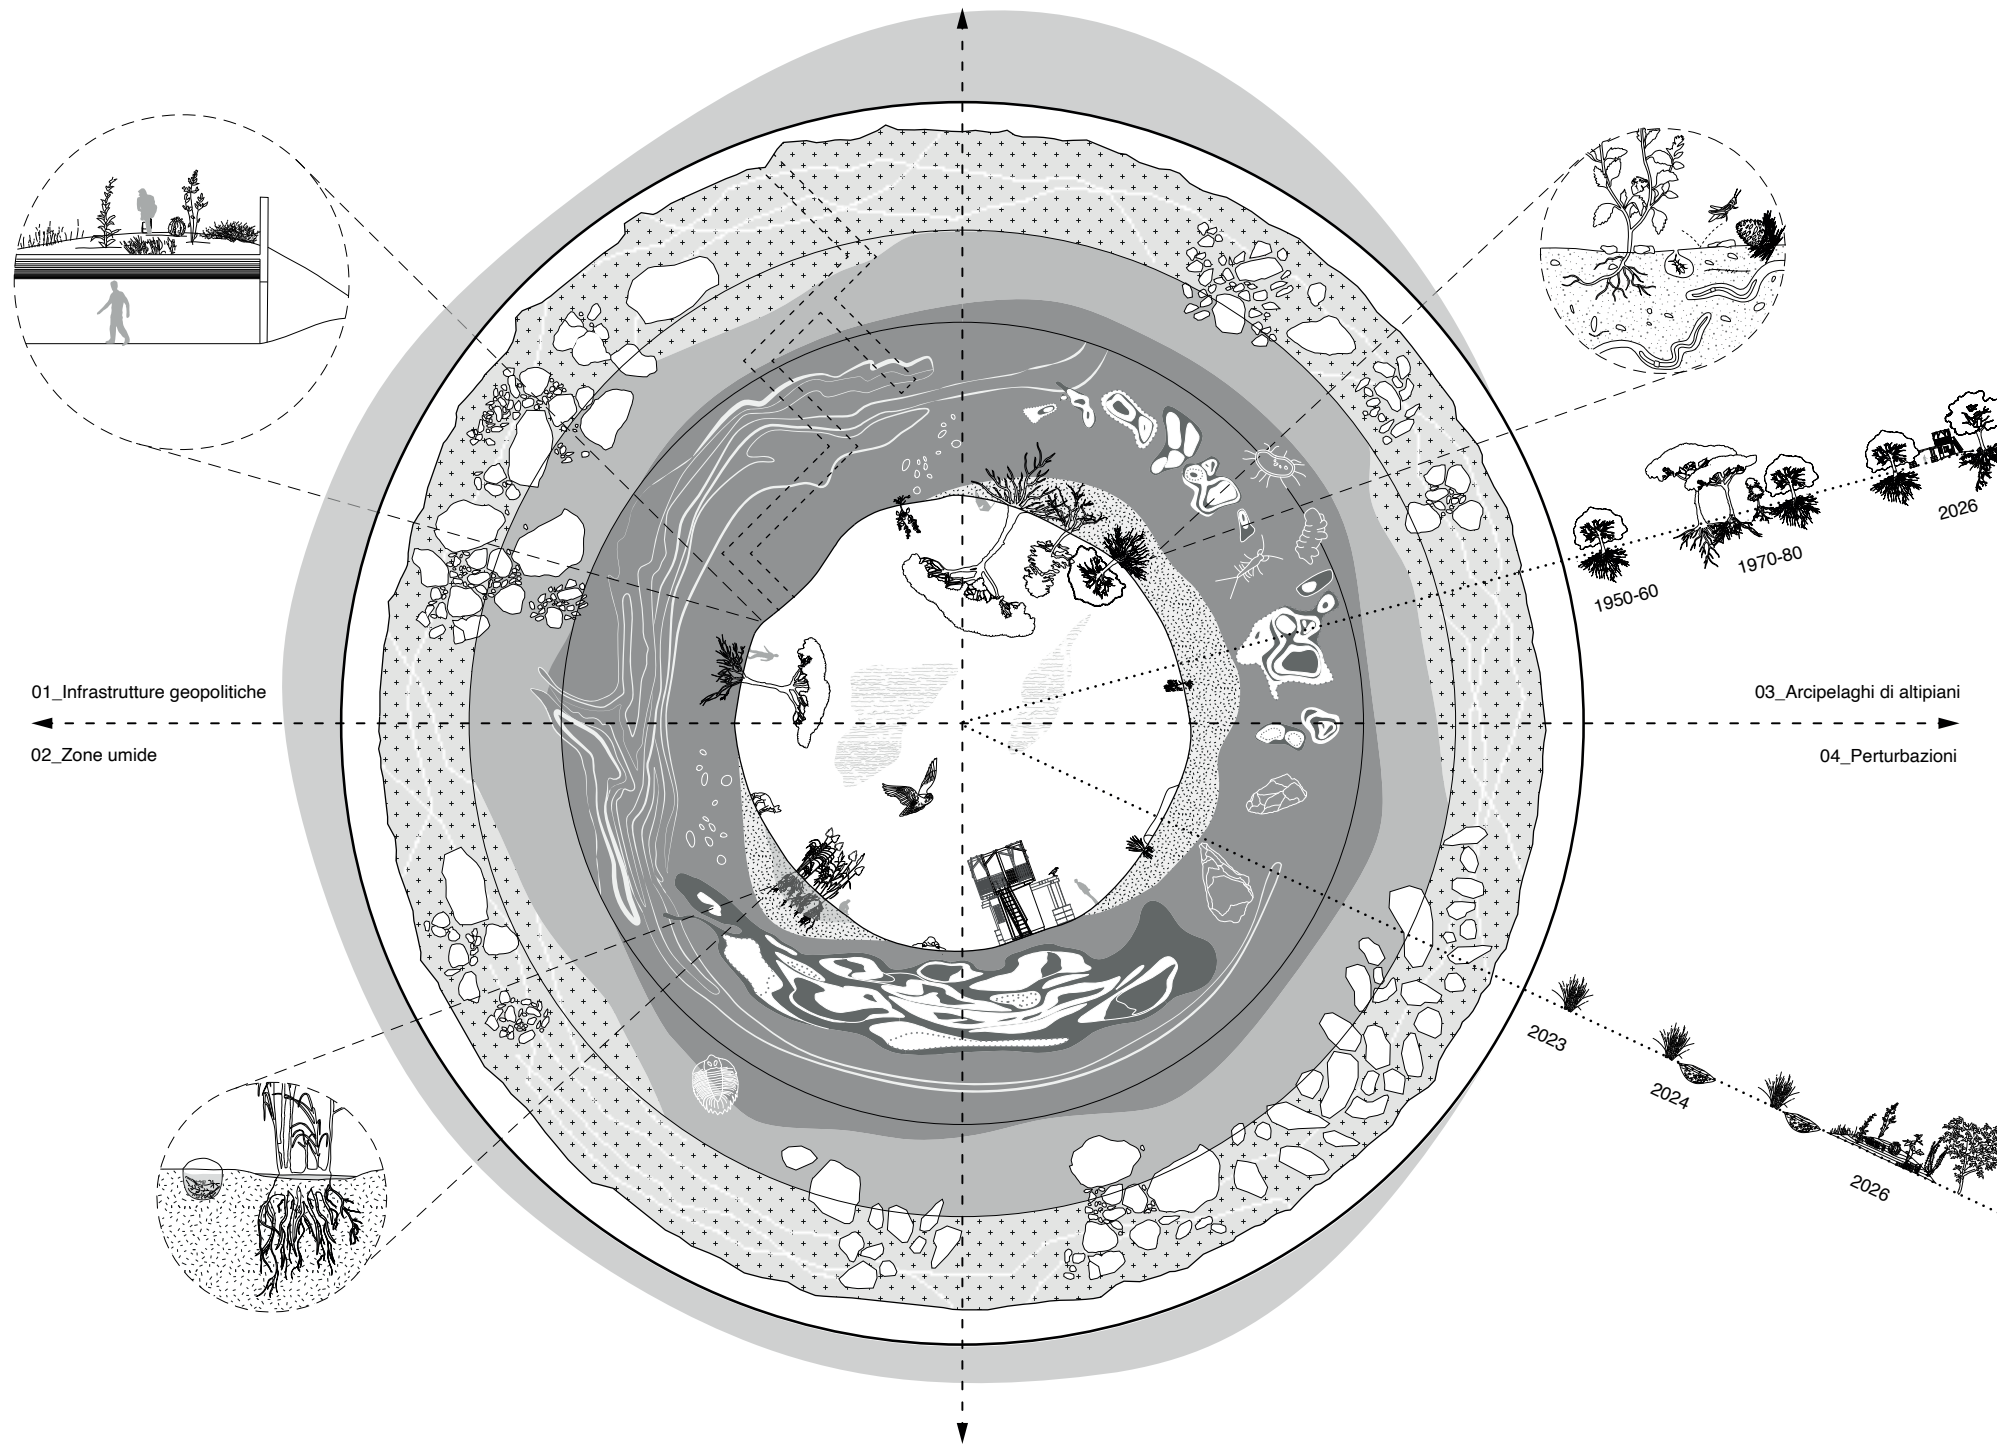 01_Infrastrutture geopolitiche
02_Zone umide
03_Arcipelaghi di altipiani
04_Perturbazioni
1950-60
1970-80
2026
2023
2024
2026